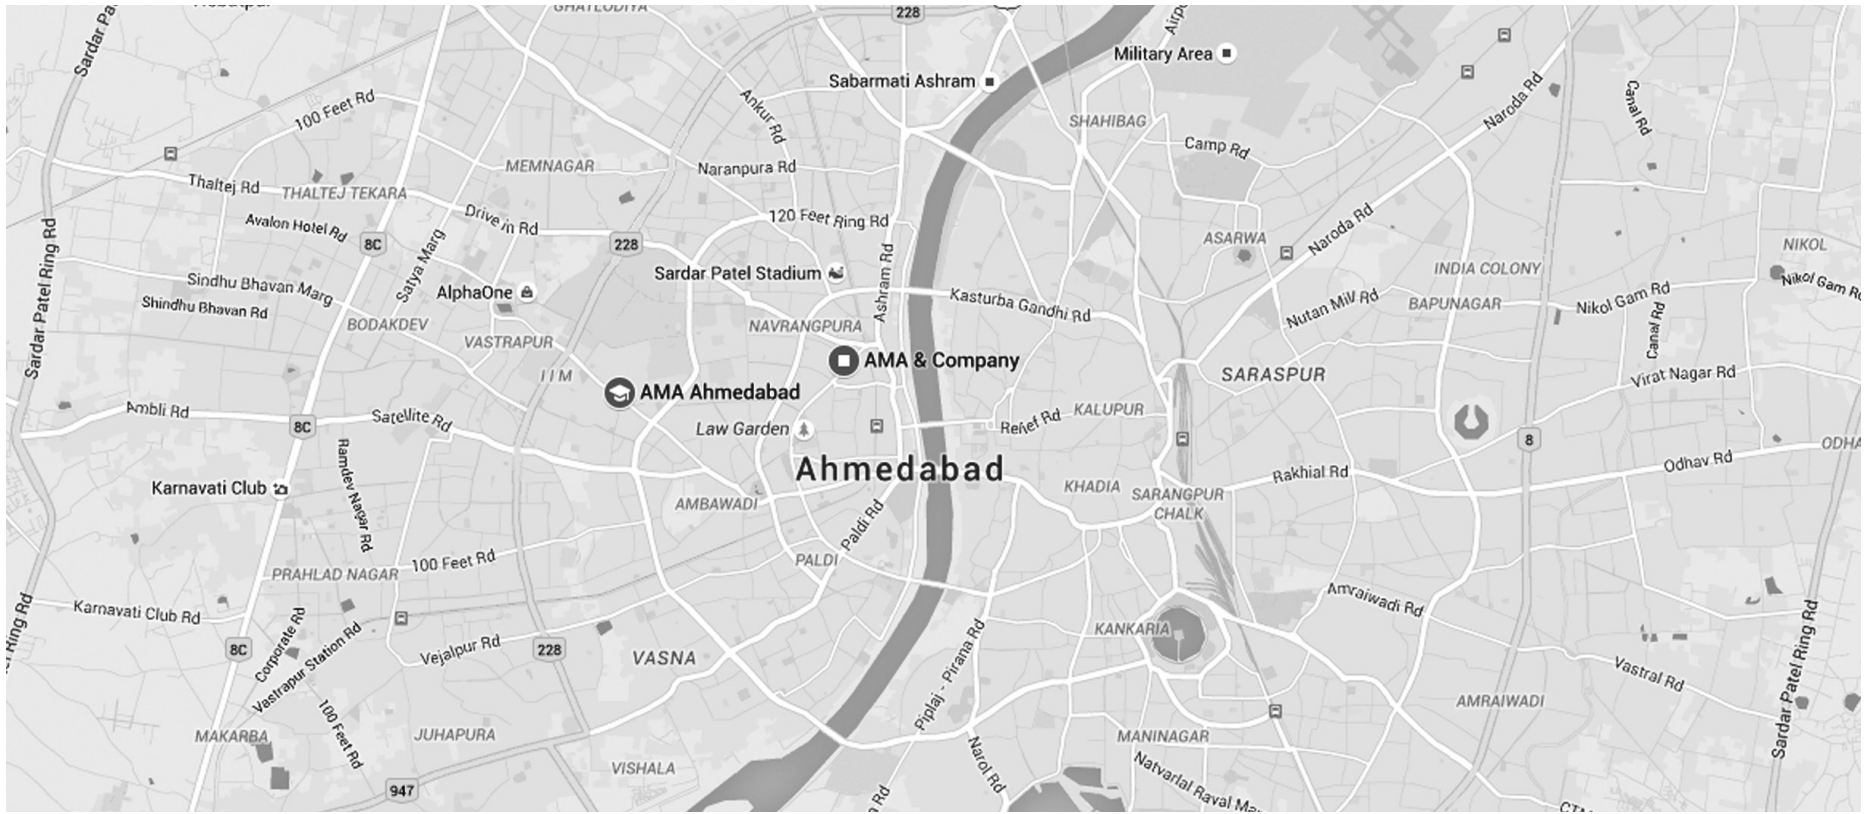 GHATLODIYA
228
Sardar Pa
Airpo
Military Area
Sabarmati Ashram
100 Feet Rd
Ankur Rd
SHAHIBAG
Naroda Rd
Canal Rd
Camp Rd
MEMNAGAR
Naranpura Rd
Thaltej Rd
THALTEJ TEKARA
Drive in Rd
120 Feet Ring Rd
Avalon Hotel Rd
8C
228
Naroda Rd
ASARWA
NIKOL
Sardar Patel Ring Rd
Satya Marg
Sardar Patel Stadium
Ashram Rd
INDIA COLONY
Nikol Gam Rd
Sindhu Bhavan Marg
AlphaOne
Kasturba Gandhi Rd
Nutan Mill Rd
BAPUNAGAR
Nikol Gam Rd
Shindhu Bhavan Rd
BODAKDEV
NAVRANGPURA
Canal Rd
VASTRAPUR
AMA & Company
IIM
SARASPUR
Virat Nagar Rd
AMA Ahmedabad
Ambli Rd
8C
Satellite Rd
Law Garden
Relief Rd
KALUPUR
8
ODHA
Ahmedabad
Rakhial Rd
Odhav Rd
Karnavati Club
Ramdev Nagar Rd
AMBAWADI
KHADIA
SARANGPUR
CHALK
Paldi Rd
PALDI
100 Feet Rd
PRAHLAD NAGAR
Karnavati Club Rd
Ring Rd
Amraiwadi Rd
KANKARIA
Corporate Rd
8C
Vejalpur Rd
228
VASNA
Vastrapur Station Rd
Piplaj - Pirana Rd
Vastral Rd
Sardar Patel Ring Rd
AMRAIWADI
100 Feet Rd
MAKARBA
JUHAPURA
MANINAGAR
VISHALA
Narol Rd
Natvarlal Raval Mar
947
Rd
CTM